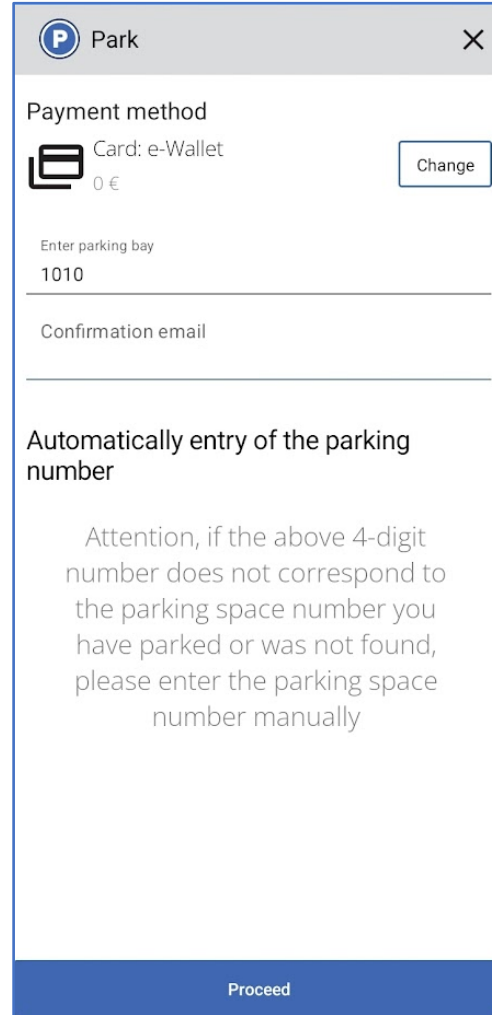 P Park
Payment method
Card: e-Wallet
0 €
Change
Enter parking bay
1010
Confirmation email
Automatically entry of the parking
number
Attention, if the above 4-digit
number does not correspond to
the parking space number you
have parked or was not found,
please enter the parking space
number manually
Proceed